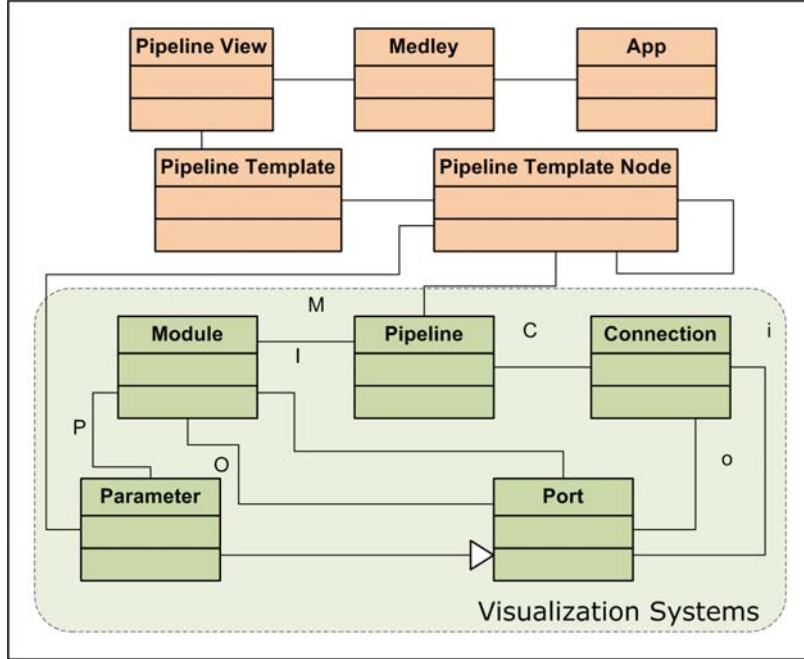 Pipeline View
Medley
App
Pipeline Template
Pipeline Template Node
M
Module
I
Pipeline
C
Connection
i
P
O
o
Parameter
Port
Visualization Systems